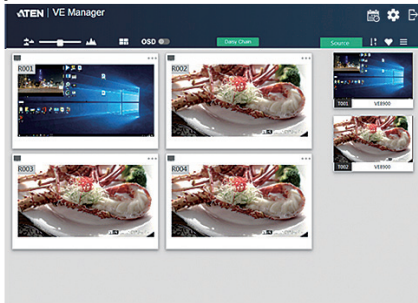 ATEN VE Manager
OSD
Daisy Chain
Source
R001
R002
T001 VE8900
R003
R004
T002 VE8900